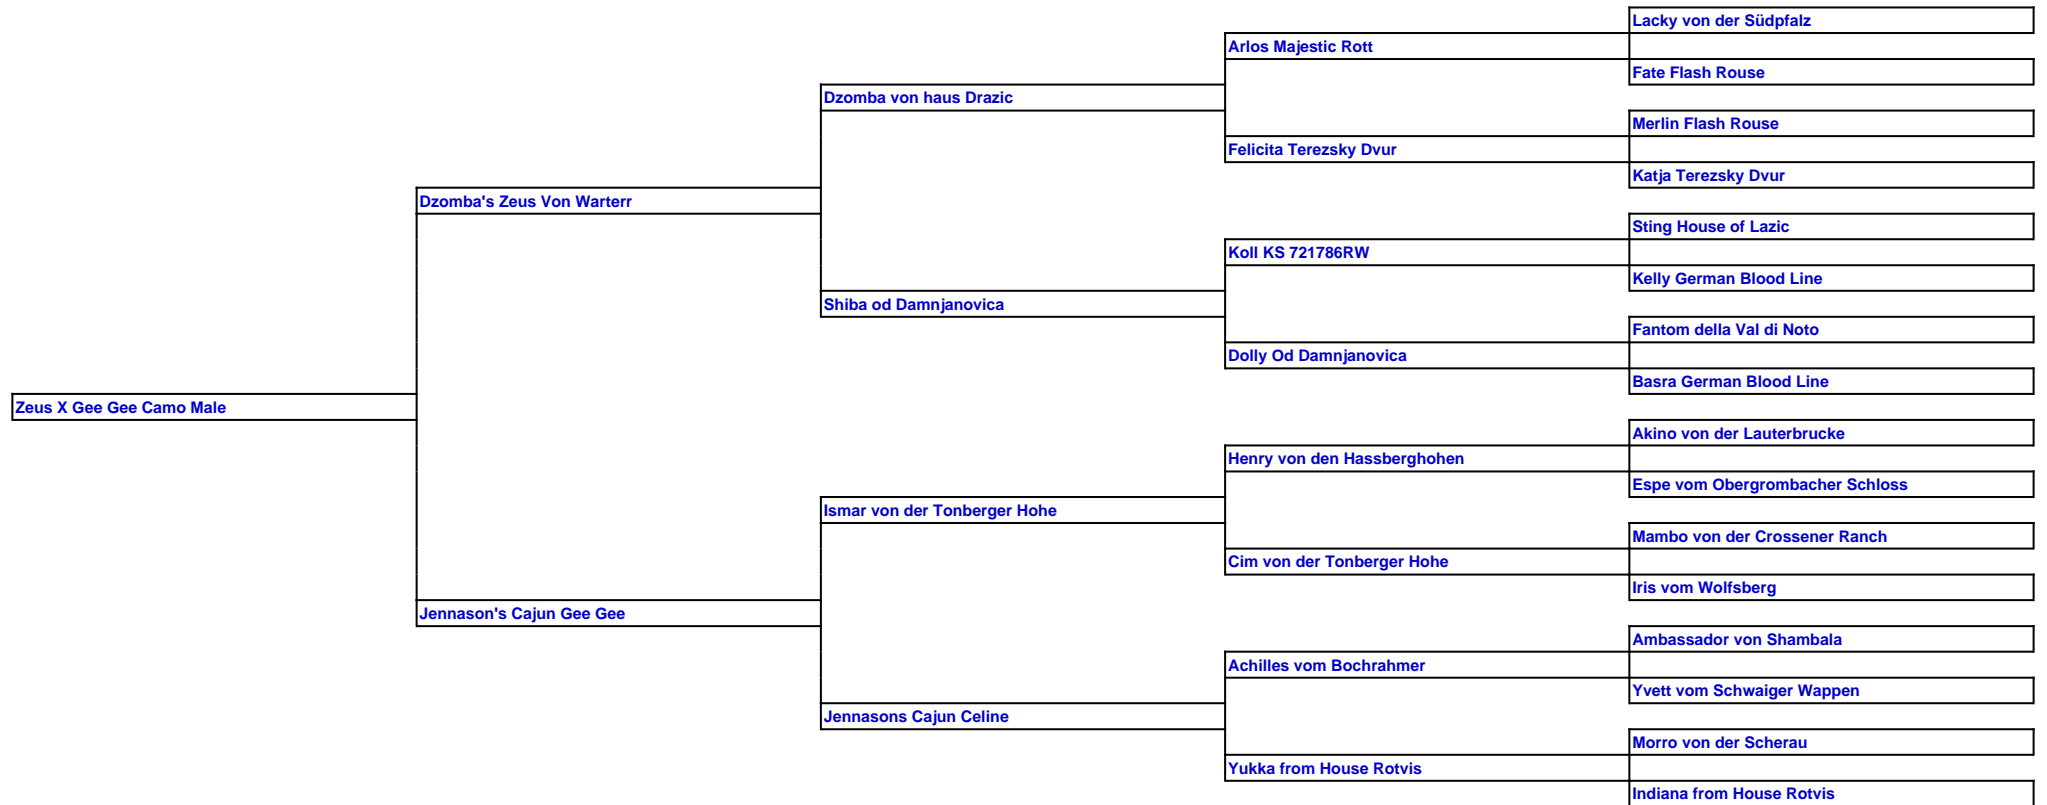 Lacky von der Südpfalz
Arlos Majestic Rott
Fate Flash Rouse
Dzomba von haus Drazic
Merlin Flash Rouse
Felicita Terezsky Dvur
Katja Terezsky Dvur
Dzomba's Zeus Von Warterr
Sting House of Lazic
Koll KS 721786RW
Kelly German Blood Line
Shiba od Damnjanovica
Fantom della Val di Noto
Dolly Od Damnjanovica
Basra German Blood Line
Zeus X Gee Gee Camo Male
Akino von der Lauterbrucke
Henry von den Hassberghohen
Espe vom Obergrombacher Schloss
Ismar von der Tonberger Hohe
Mambo von der Crossener Ranch
Cim von der Tonberger Hohe
Iris vom Wolfsberg
Jennason's Cajun Gee Gee
Ambassador von Shambala
Achilles vom Bochrahmer
Yvett vom Schwaiger Wappen
Jennasons Cajun Celine
Morro von der Scherau
Yukka from House Rotvis
Indiana from House Rotvis